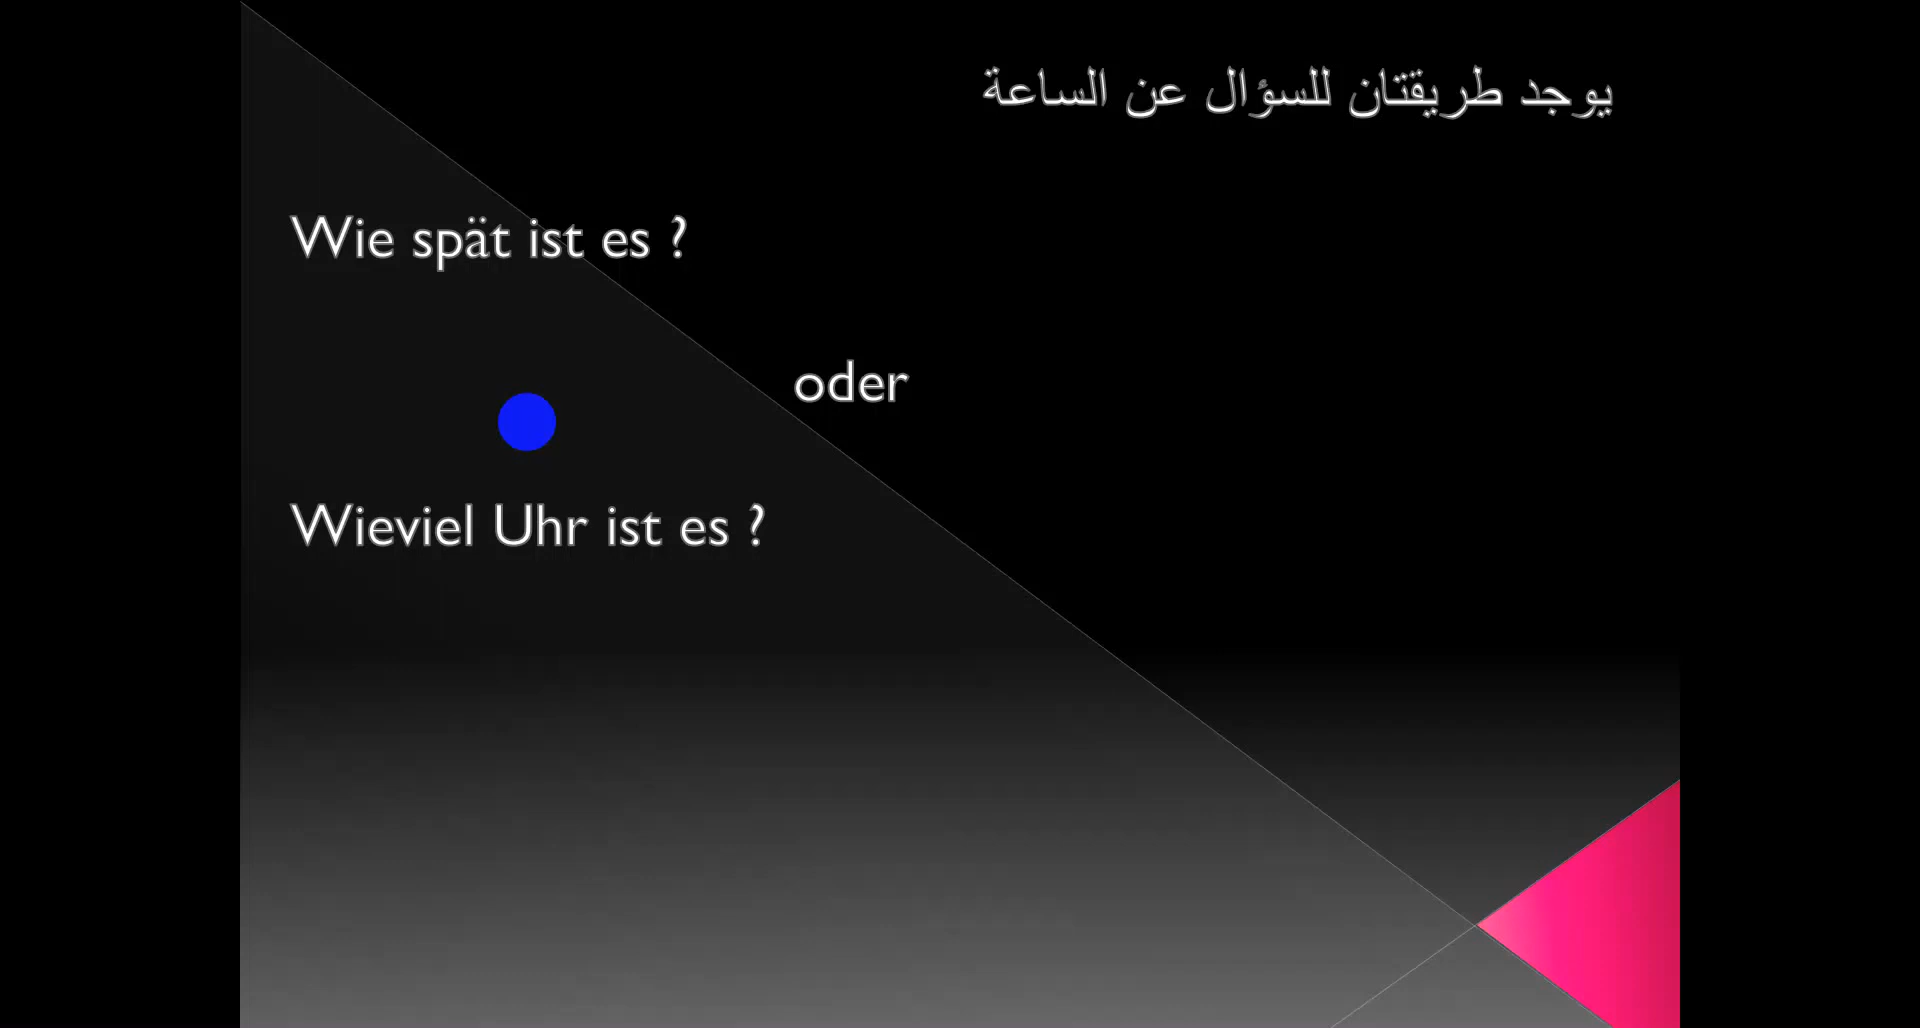 يوجد طريقتان للسؤال عن الساعة
Wie spät ist es ?
oder
Wieviel Uhr ist es ?